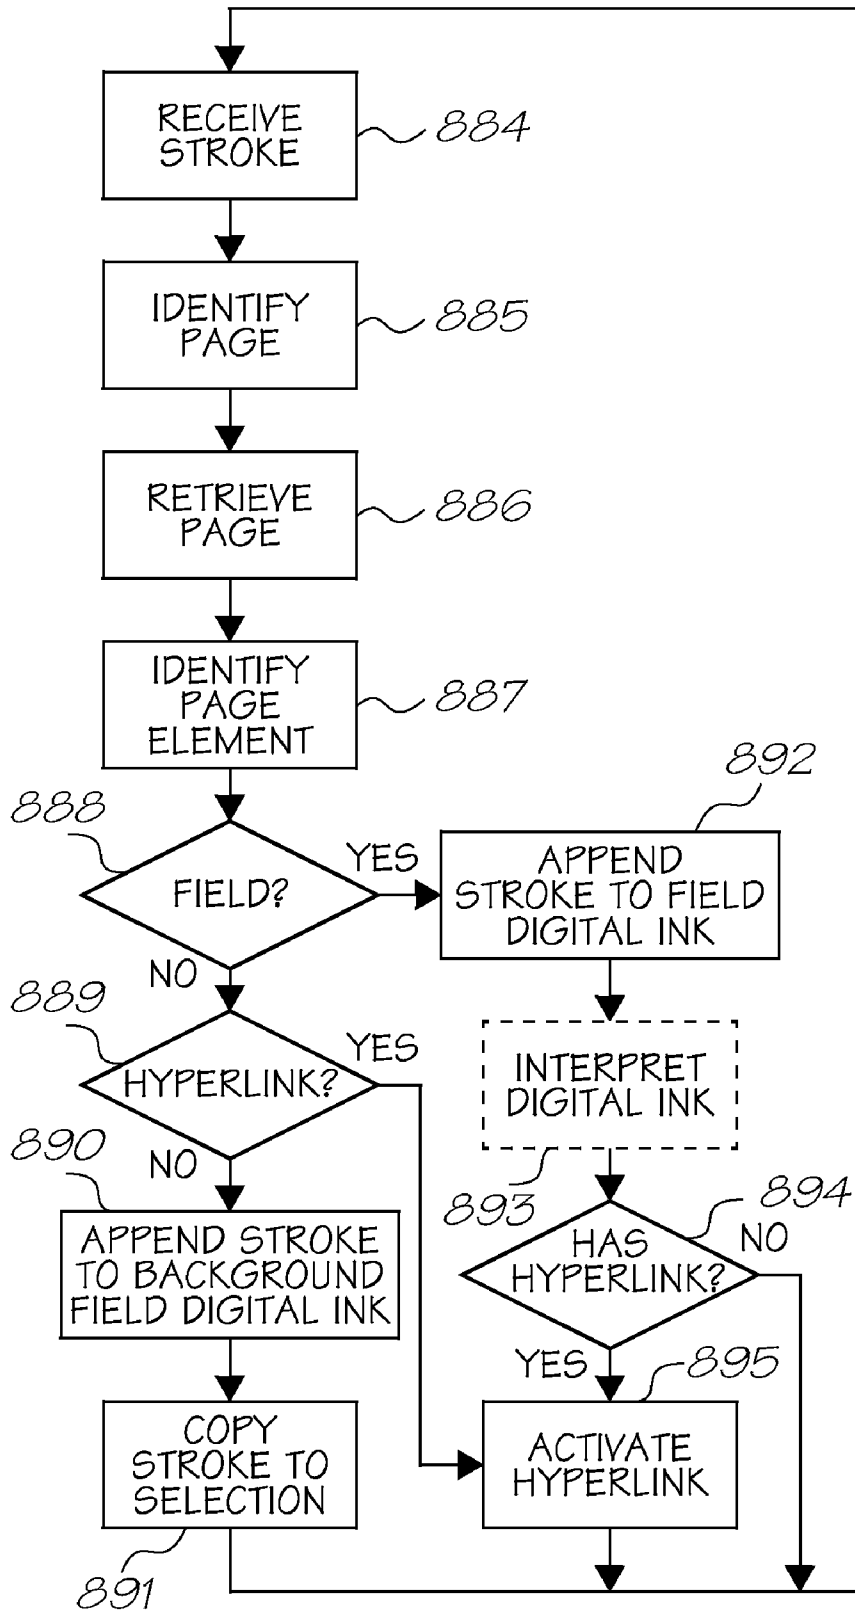 RECEIVE
STROKE
884
IDENTIFY
PAGE
885
RETRIEVE
PAGE
886
IDENTIFY
PAGE
ELEMENT
887
888
FIELD?
YES
NO
892
APPEND
STROKE TO FIELD
DIGITAL INK
889
HYPERLINK?
YES
NO
INTERPRET
DIGITAL INK
893
890
APPEND STROKE
TO BACKGROUND
FIELD DIGITAL INK
894
HAS
HYPERLINK?
NO
YES
895
COPY
STROKE TO
SELECTION
891
ACTIVATE
HYPERLINK